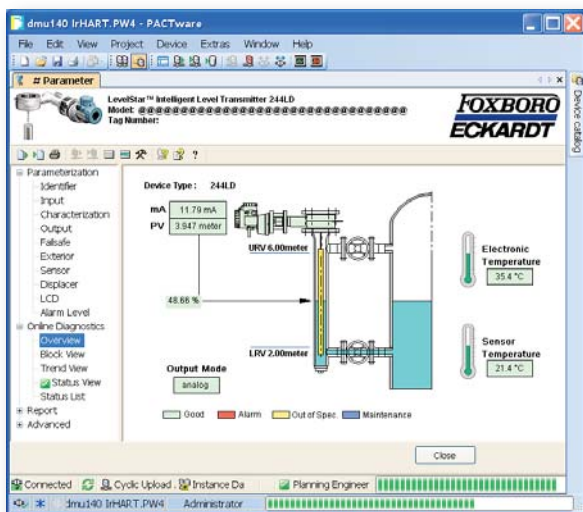 dmu140 IrHART.PW4 - PACTware
File Edit View Project Device Extras Window Help
# Parameter
LevelStar™ Intelligent Level Transmitter 244LD
Model: @@@@@@@@@@@@@@@@@@@@@@@@@@@@@@@@
Tag Number:
FOXBORO
ECKARDT
Device catalog
Parameterization
Identifier
Input
Characterization
Output
Failsafe
Exterior
Sensor
Displacer
LCD
Alarm Level
Online Diagnostics
Overview
Block View
Trend View
Status View
Status List
Report
Advanced
Device Type : 244LD
mA 11.79 mA
PV 3.947 meter
URV 6.00meter
48.66 %
LRV 2.00meter
Output Mode
analog
Electronic
Temperature
35.4 °C
Sensor
Temperature
21.4 °C
Good Alarm Out of Spec. Maintenance
Close
Connected Cyclic Upload . Instance Da Planning Engineer
dmu140 IrHART.PW4 Administrator